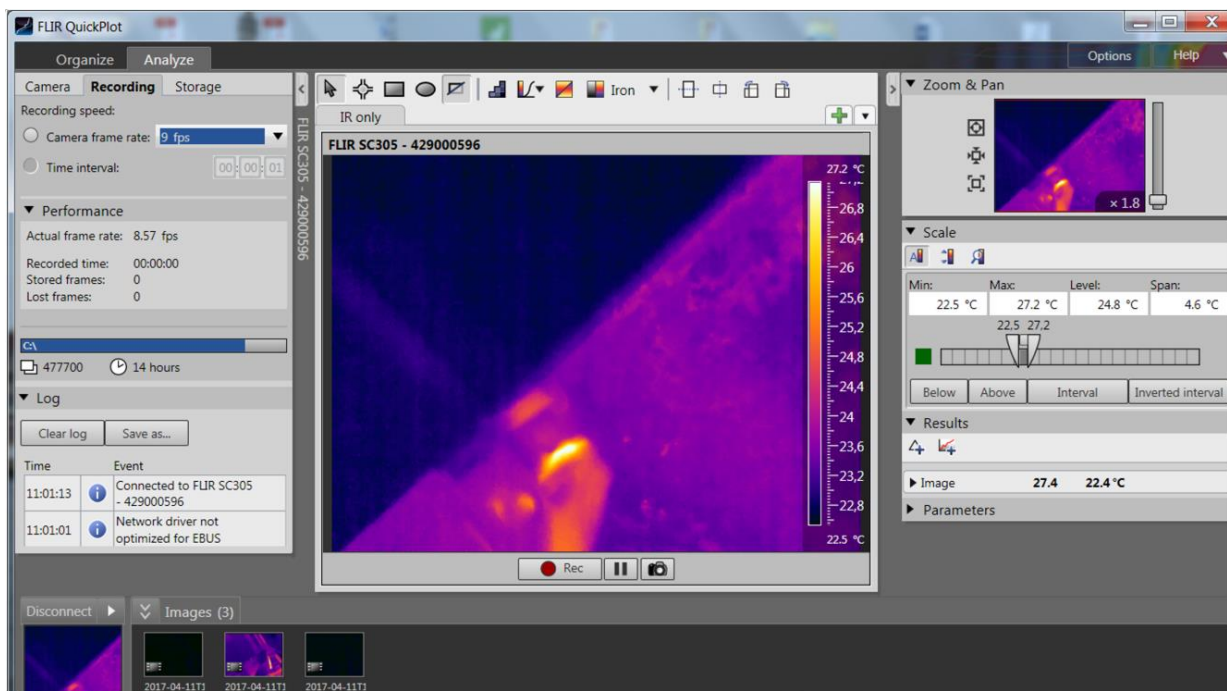 FLIR QuickPlot
Organize Analyze
Options Help
Camera Recording Storage
Recording speed:
Camera frame rate: 9 fps
Time interval: 00:00:01
Performance
Actual frame rate: 8.57 fps
Recorded time: 00:00:00
Stored frames: 0
Lost frames: 0
C:\
477700 14 hours
Log
Clear log Save as...
Time Event
11:01:13 Connected to FLIR SC305
- 429000596
11:01:01 Network driver not
optimized for EBUS
FLIR SC305 - 429000596
Iron
IR only
FLIR SC305 - 429000596
27.2 °C
27,2
26,8
26,4
26
25,6
25,2
24,8
24,4
24
23,6
23,2
22,8
22.5 °C
Rec
Zoom & Pan
× 1.8
Scale
Min: Max: Level: Span:
22.5 °C 27.2 °C 24.8 °C 4.6 °C
22,5 27,2
Below Above Interval Inverted interval
Results
Image 27.4 22.4 °C
Parameters
Disconnect Images (3)
2017-04-11T1 2017-04-11T1 2017-04-11T1